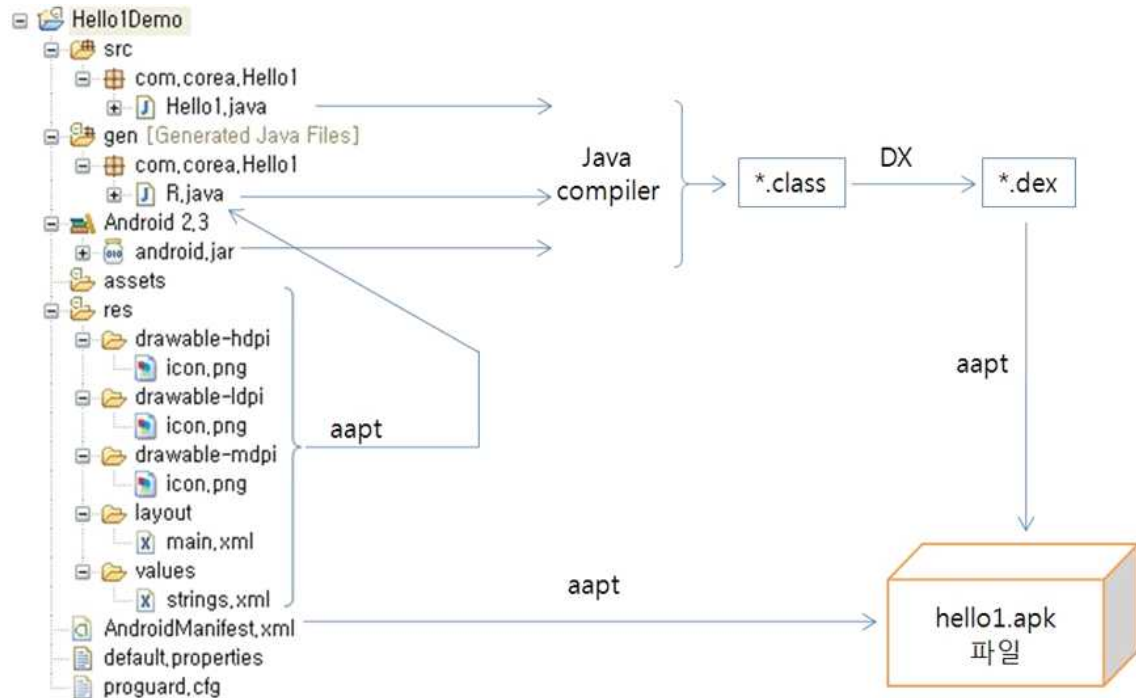 Hello1Demo
src
com.corea.Hello1
Hello1.java
gen [Generated Java Files]
com.corea.Hello1
R.java
Android 2.3
android.jar
assets
res
drawable-hdpi
icon.png
drawable-ldpi
icon.png
drawable-mdpi
icon.png
layout
main.xml
values
strings.xml
AndroidManifest.xml
default.properties
proguard.cfg
aapt
Java
compiler
*.class
DX
*.dex
aapt
aapt
hello1.apk
파일